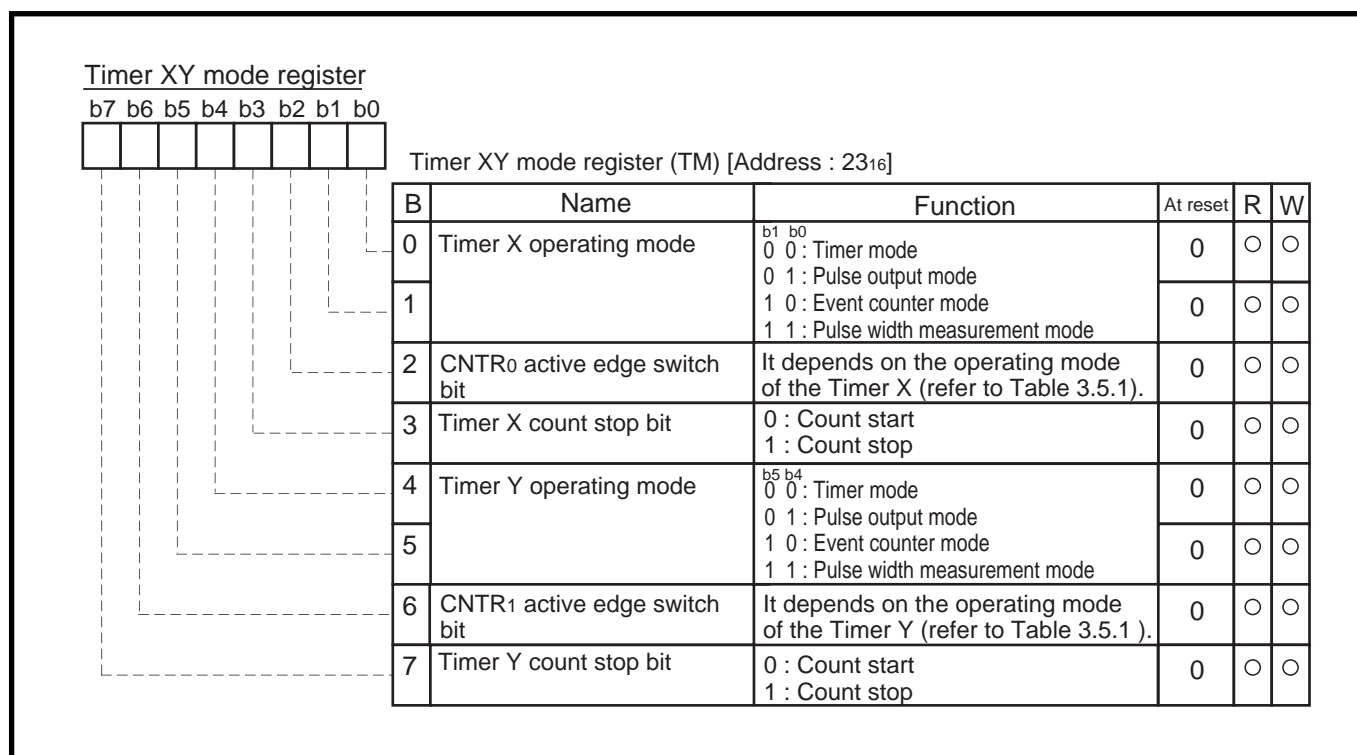 Timer XY mode register
b7 b6 b5 b4 b3 b2 b1 b0
Timer XY mode register (TM) [Address : 2316]
B Name Function At reset R W
0 Timer X operating mode
b1 b0
0 0 : Timer mode
0 1 : Pulse output mode
0 ○ ○
1
1 0 : Event counter mode
1 1 : Pulse width measurement mode
0 ○ ○
2 CNTR0 active edge switch
bit
It depends on the operating mode
of the Timer X (refer to Table 3.5.1).
0 ○ ○
3 Timer X count stop bit
0 : Count start
1 : Count stop
0 ○ ○
4 Timer Y operating mode
b5 b4
0 0 : Timer mode
0 1 : Pulse output mode
0 ○ ○
5
1 0 : Event counter mode
1 1 : Pulse width measurement mode
0 ○ ○
6 CNTR1 active edge switch
bit
It depends on the operating mode
of the Timer Y (refer to Table 3.5.1 ).
0 ○ ○
7 Timer Y count stop bit
0 : Count start
1 : Count stop
0 ○ ○